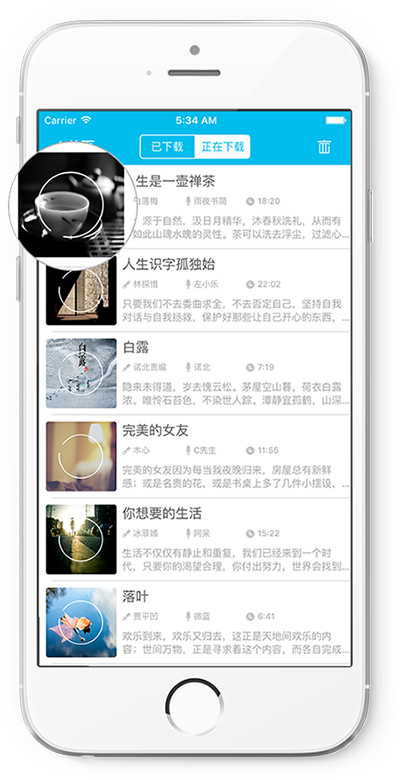 Carrier 5:34 AM
已下载 正在下载
生是一壶禅茶
白落梅 雨夜书简 18:20
源于自然，汲日月精华，沐春秋洗礼，从而有
如此山魂水魄的灵性。茶可以洗去浮尘，过滤心...
人生识字孤独始
林探惜 左小乐 22:02
只要我们不去委曲求全，不去否定自己，坚持自我
对话与自我拯救，保护好那些让自己开心的东西，...
白露
诺北责编 诺北 7:19
隐来未得道，岁去愧云松。茅屋空山暮，荷衣白露
浓。唯怜石苔色，不染世人踪。潭静宜孤鹤，山深...
完美的女友
木心 C先生 11:55
完美的女友因为每当我夜晚归来，房屋总有新鲜
感；或是名贵的花，或是书桌上多了几件小摆设，...
你想要的生活
冰菲嫣 阿呆 15:22
生活不仅仅有静止和重复，我们已经来到一个时
代，只要你的渴望合理，你付出努力，世界会找到...
落叶
贾平凹 微蓝 6:41
欢乐到来，欢乐又归去，这正是天地间欢乐的内
容；世间万物，正是寻求着这个内容，而各自完成...